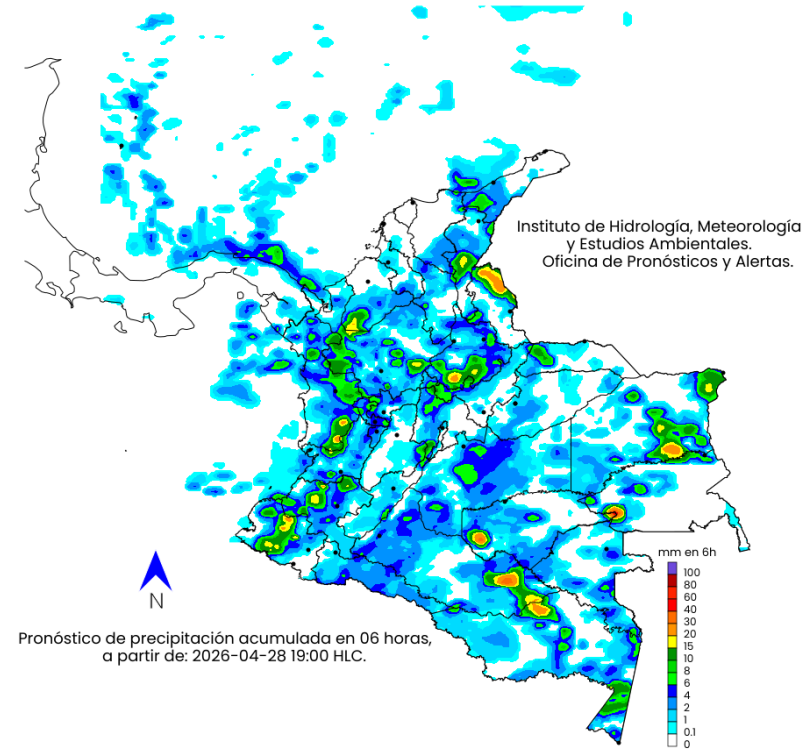 Instituto de Hidrología, Meteorología
y Estudios Ambientales.
Oficina de Pronósticos y Alertas.
mm en 6h
100
80
60
40
30
20
15
10
8
6
4
2
1
0.1
0
N
Pronóstico de precipitación acumulada en 06 horas,
a partir de: 2026-04-28 19:00 HLC.